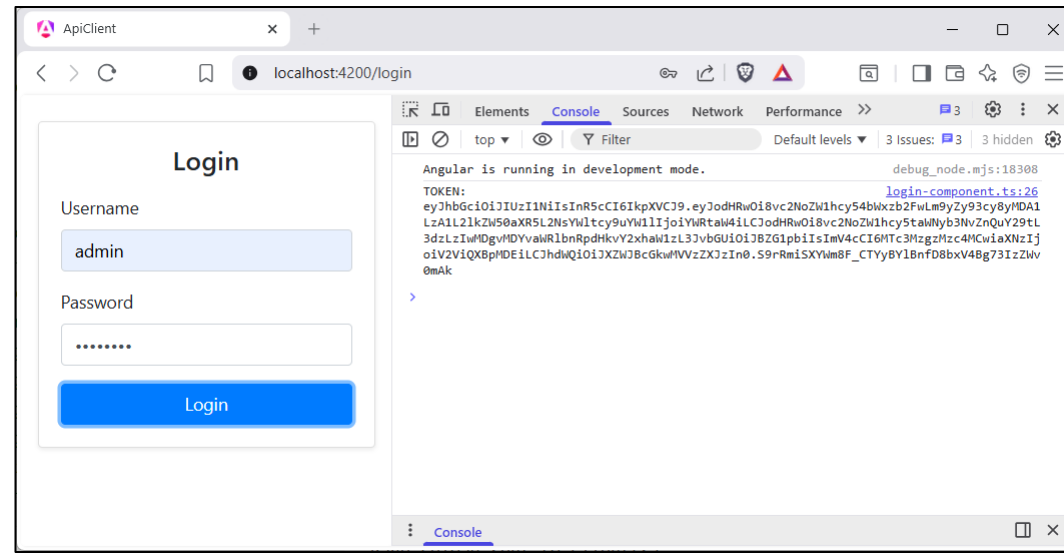 ApiClient
localhost:4200/login
Elements Console Sources Network Performance 3
top Filter Default levels 3 Issues: 3 3 hidden
Login
Username
admin
Password
Login
Angular is running in development mode. debug_node.mjs:18308
TOKEN: login-component.ts:26
eyJhbGciOiJIUzI1NiIsInR5cCI6IkpXVCJ9.eyJodHRwOi8vc2NoZW1hcy54bWxzb2FwLm9yZy93cy8yMDA1
LzA1L2lkZW50aXR5L2NsYWltcy9uYW1lIjoiYWRtaW4iLCJodHRwOi8vc2NoZW1hcy5taWNyb3NvZnQuY29tL
3dzLzIwMDgvMDYvaWRlbnRpdHkvY2xhaW1zL3JvbGUiOiJBZG1pbiIsImV4cCI6MTc3MzgzMzc4MCwiaXNzIj
oiV2ViQXBpMDEiLCJhdWQiOiJXZWJBcGkwMVVzZXJzIn0.S9rRmiSXYWm8F_CTYyBYlBnfD8bxV4Bg73IzZWv
0mAk
Console